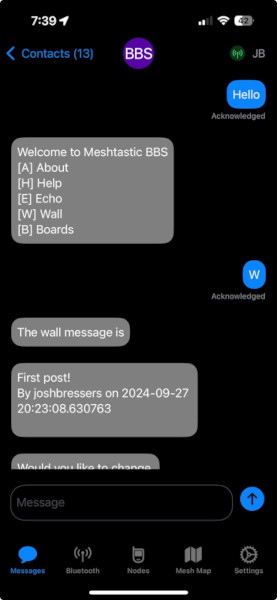 7:39
42
Contacts (13)
BBS
JB
Hello
Acknowledged
Welcome to Meshtastic BBS
[A] About
[H] Help
[E] Echo
[W] Wall
[B] Boards
W
Acknowledged
The wall message is
First post!
By joshbressers on 2024-09-27
20:23:08.630763
Would you like to change
Message
Messages
Bluetooth
Nodes
Mesh Map
Settings